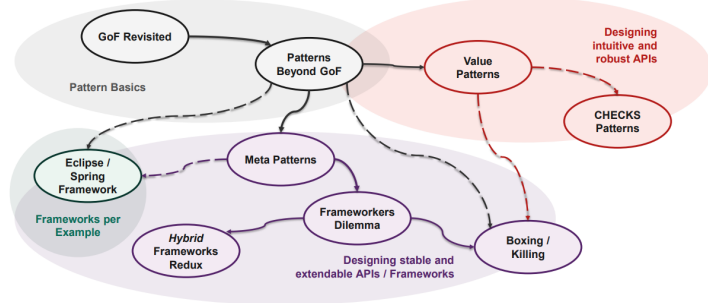 GoF Revisited
Patterns
Beyond GoF
Pattern Basics
Value
Patterns
Designing
intuitive and
robust APIs
CHECKS
Patterns
Eclipse /
Spring
Framework
Meta Patterns
Frameworks per
Example
Frameworkers
Dilemma
Hybrid
Frameworks
Redux
Boxing /
Killing
Designing stable and
extendable APIs / Frameworks